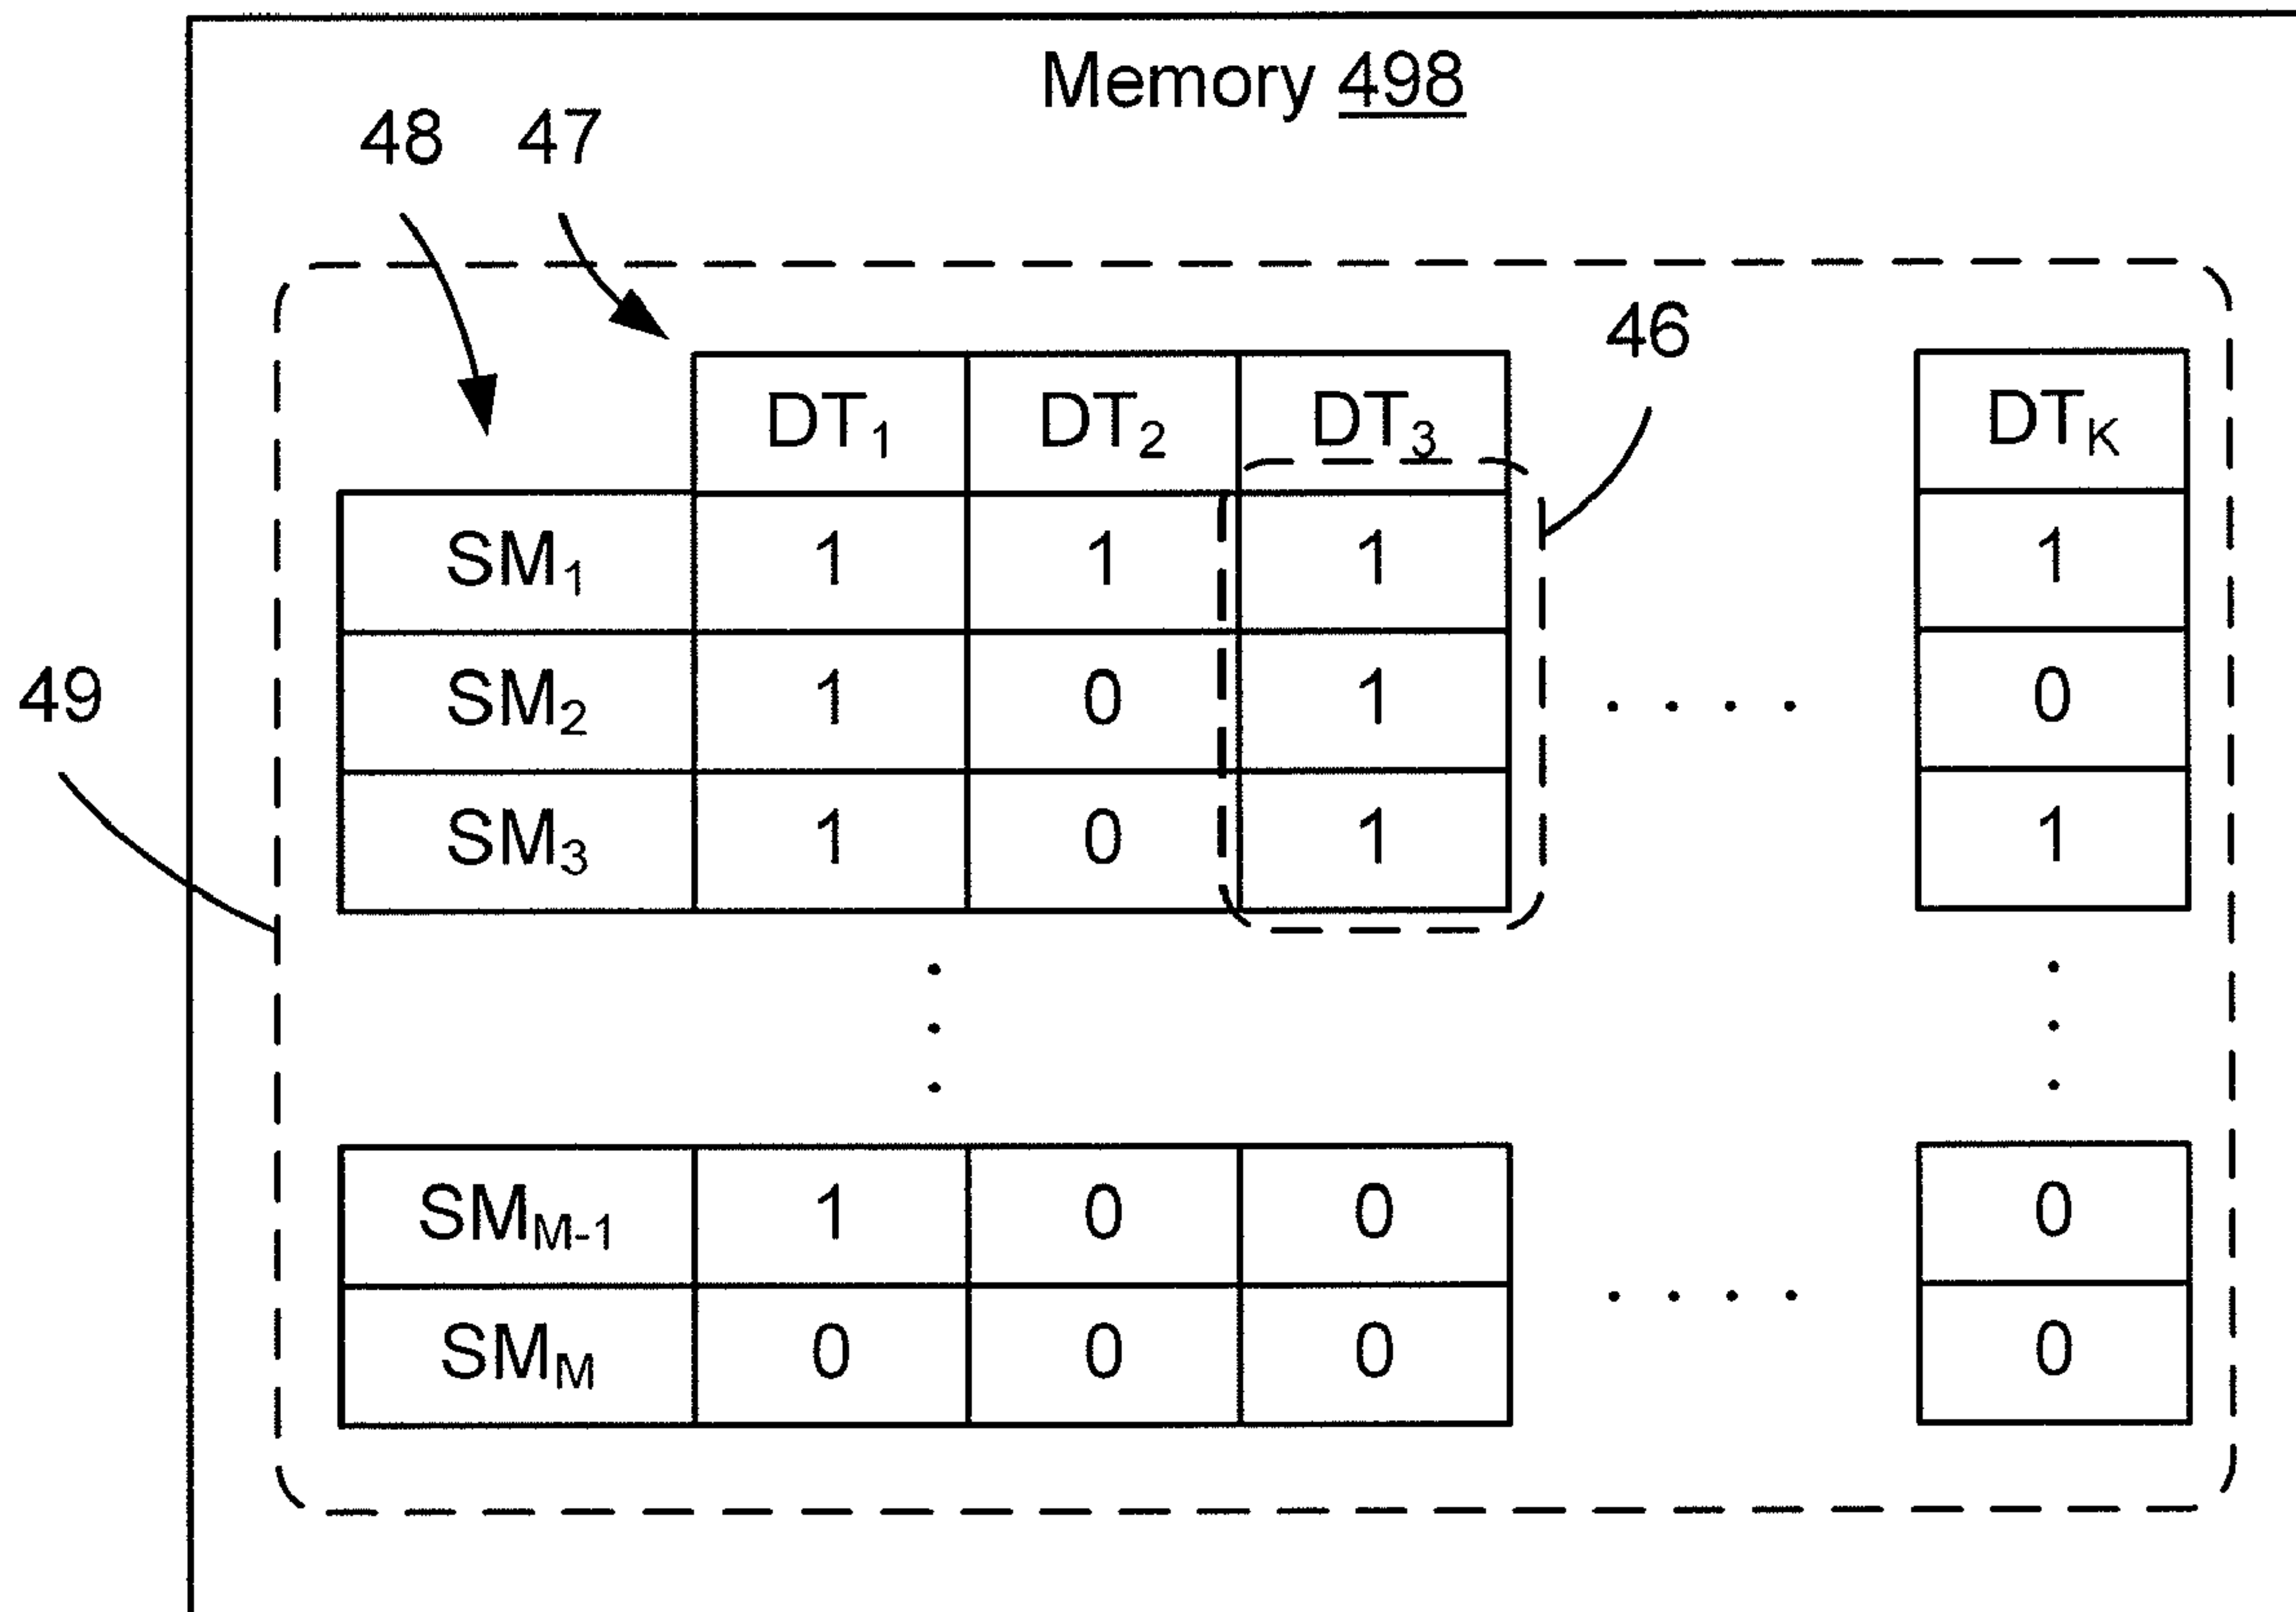 Memory 498
48 47
46
DT₁ DT₂ DT₃ DTK
SM₁ 1 1 1 1
SM₂ 1 0 1 . . . . 0
49
SM₃ 1 0 1 1
SMM-1 1 0 0 0
SMM 0 0 0 . . . . 0